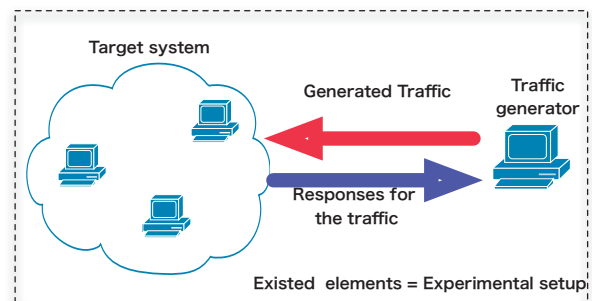 Target system
Generated Traffic
Traffic
generator
Responses for
the traffic
Existed elements = Experimental setup